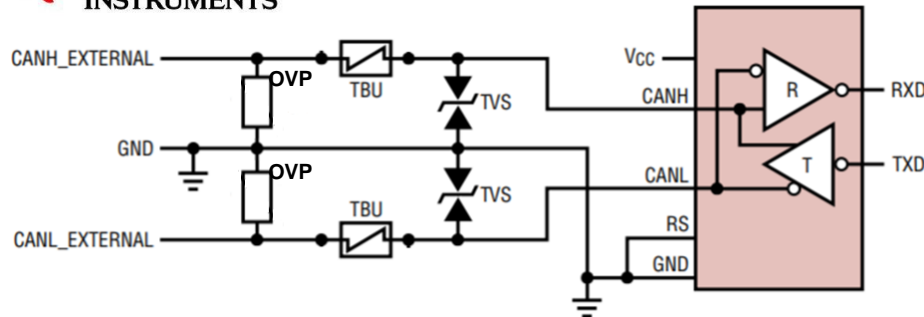 INSTRUMENTS
CANH_EXTERNAL
OVP
TBU
TVS
VCC
CANH
R
RXD
GND
OVP
TBU
TVS
CANL
T
TXD
CANL_EXTERNAL
RS
GND